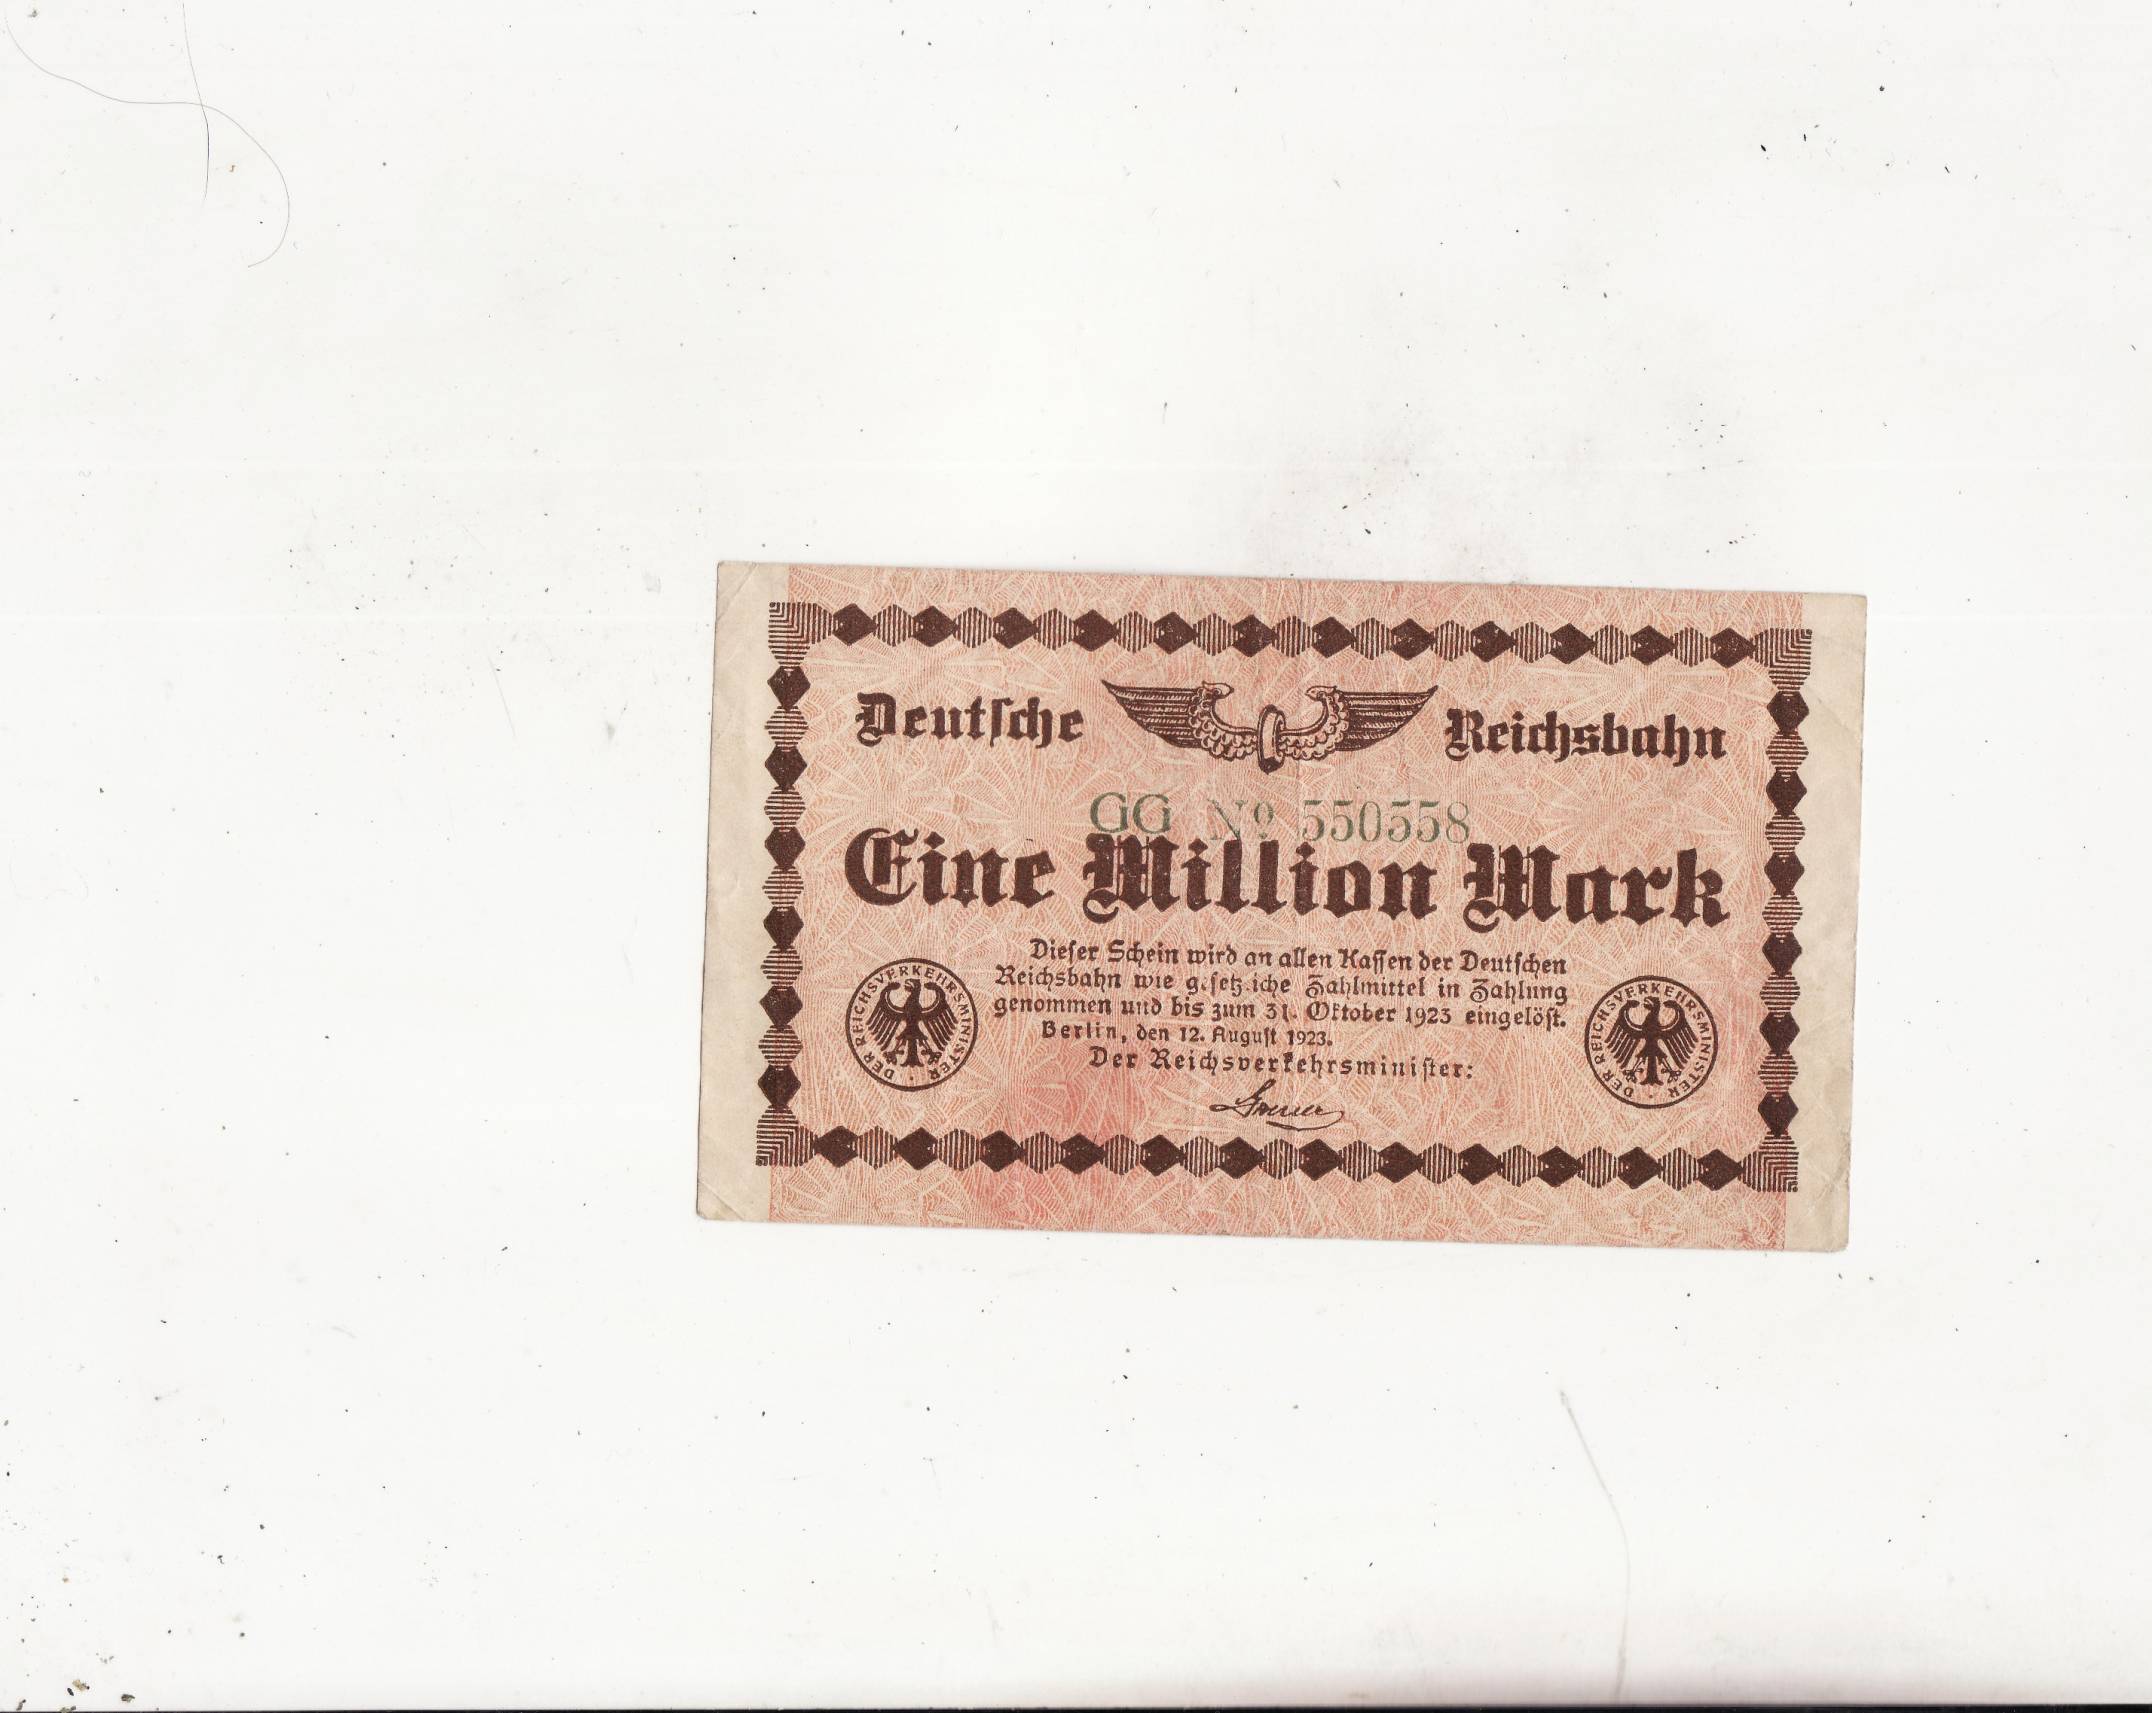 Deutsche Reichsbahn
GG No 550558
Eine Million Mark
Dieser Schein wird an allen Kassen der Deutschen
Reichsbahn wie gesetz iche Zahlmittel in Zahlung
genommen und bis zum 31. Oktober 1923 eingelöst.
Berlin, den 12. August 1923.
Der Reichsverkehrsminister:
DER REICHSVERKEHRSMINISTER
DER REICHSVERKEHRSMINISTER